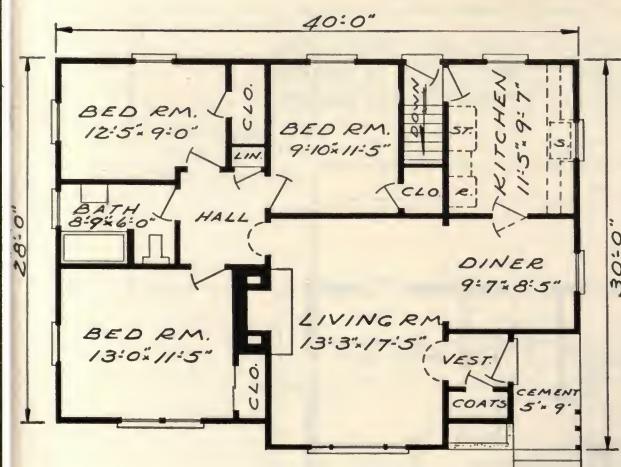 40'-0"
BED RM.
12'-5" x 9'-0"
CLO.
LIN.
BED RM.
9'-10" x 11'-5"
DOWN
CLO
ST.
R.
KITCHEN
11'-5" x 9'-7"
S.
BATH
8'-9" x 6'-0"
HALL
28'-0"
30'-0"
DINER
9'-7" x 8'-5"
BED RM.
13'-0" x 11'-5"
CLO.
LIVING RM.
13'-3" x 17'-5"
VEST.
COATS
CEMENT
5' x 9'